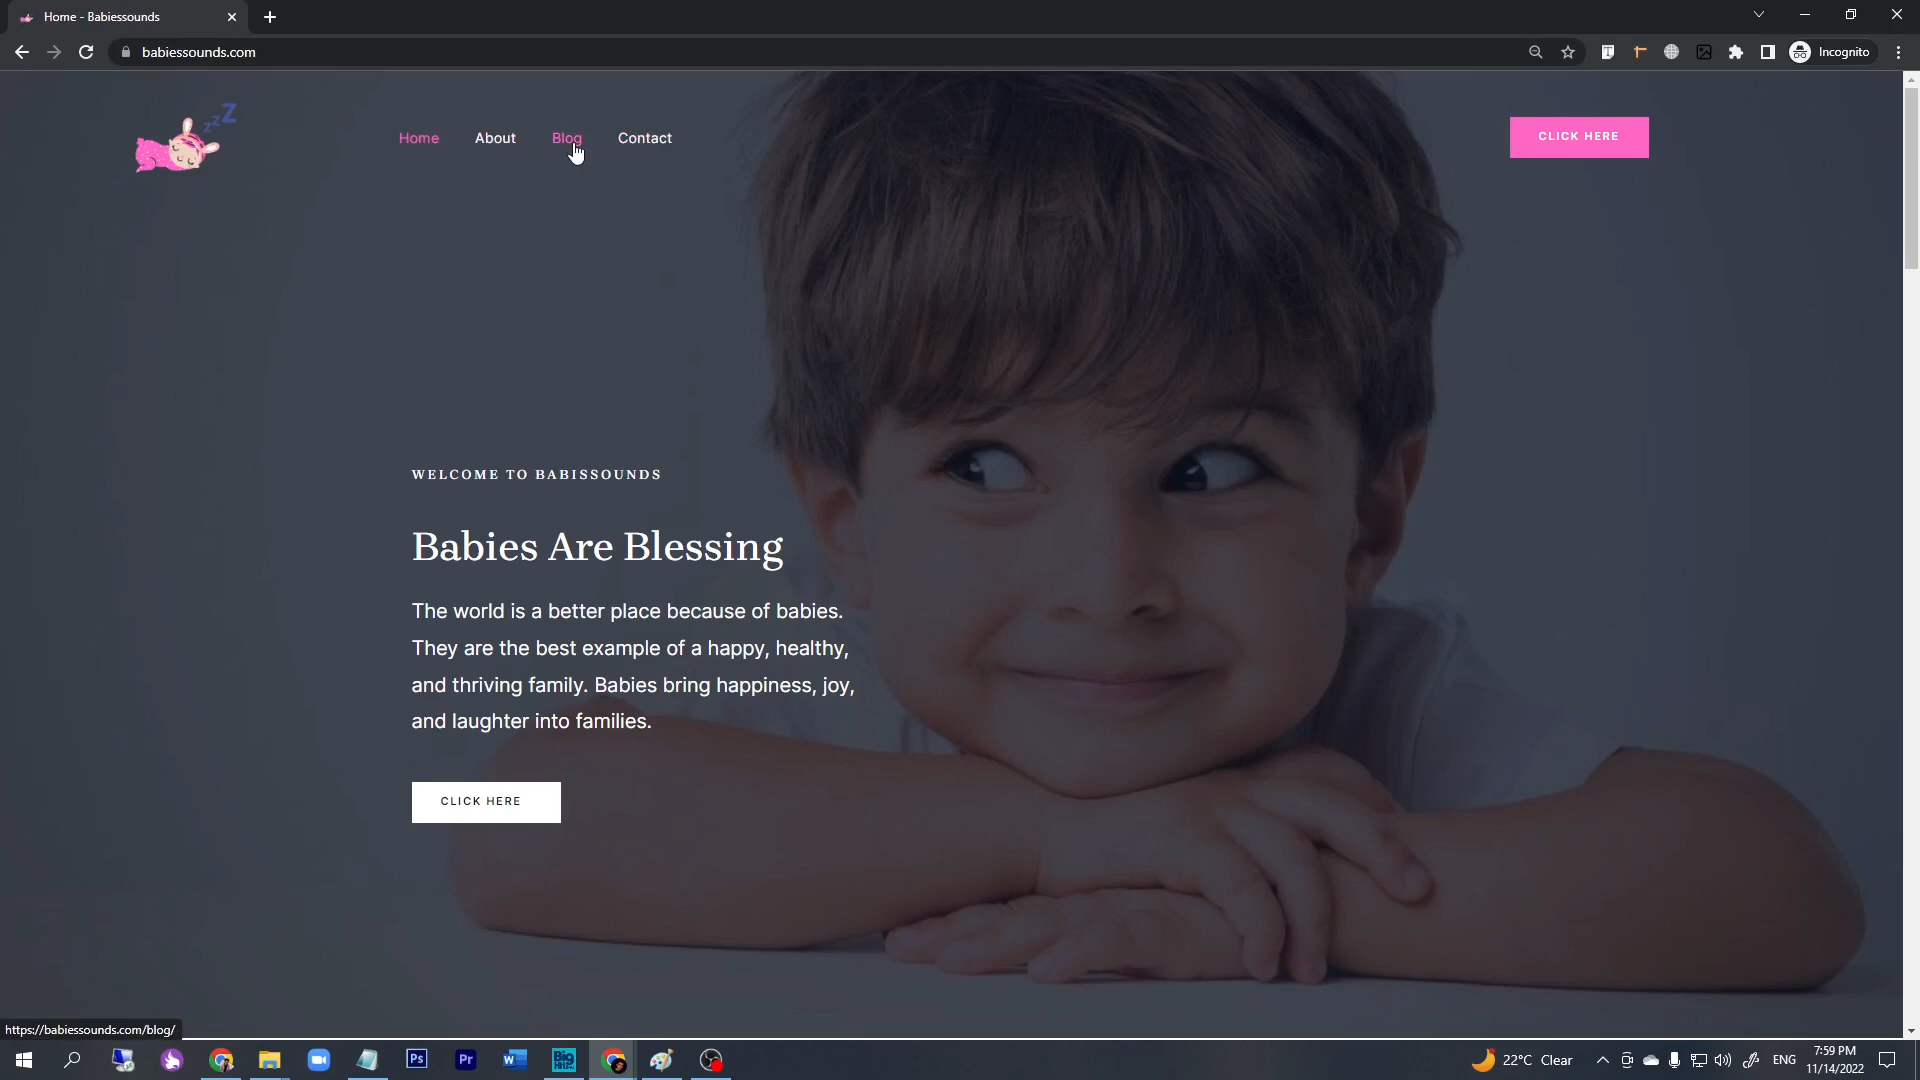 Home - Babiessounds
babiessounds.com
Incognito
zzZ
Home About Blog Contact
CLICK HERE
WELCOME TO BABISSOUNDS
Babies Are Blessing
The world is a better place because of babies.
They are the best example of a happy, healthy,
and thriving family. Babies bring happiness, joy,
and laughter into families.
CLICK HERE
https://babiessounds.com/blog/
Ps
Pr
22°C Clear
ENG
7:59 PM
11/14/2022